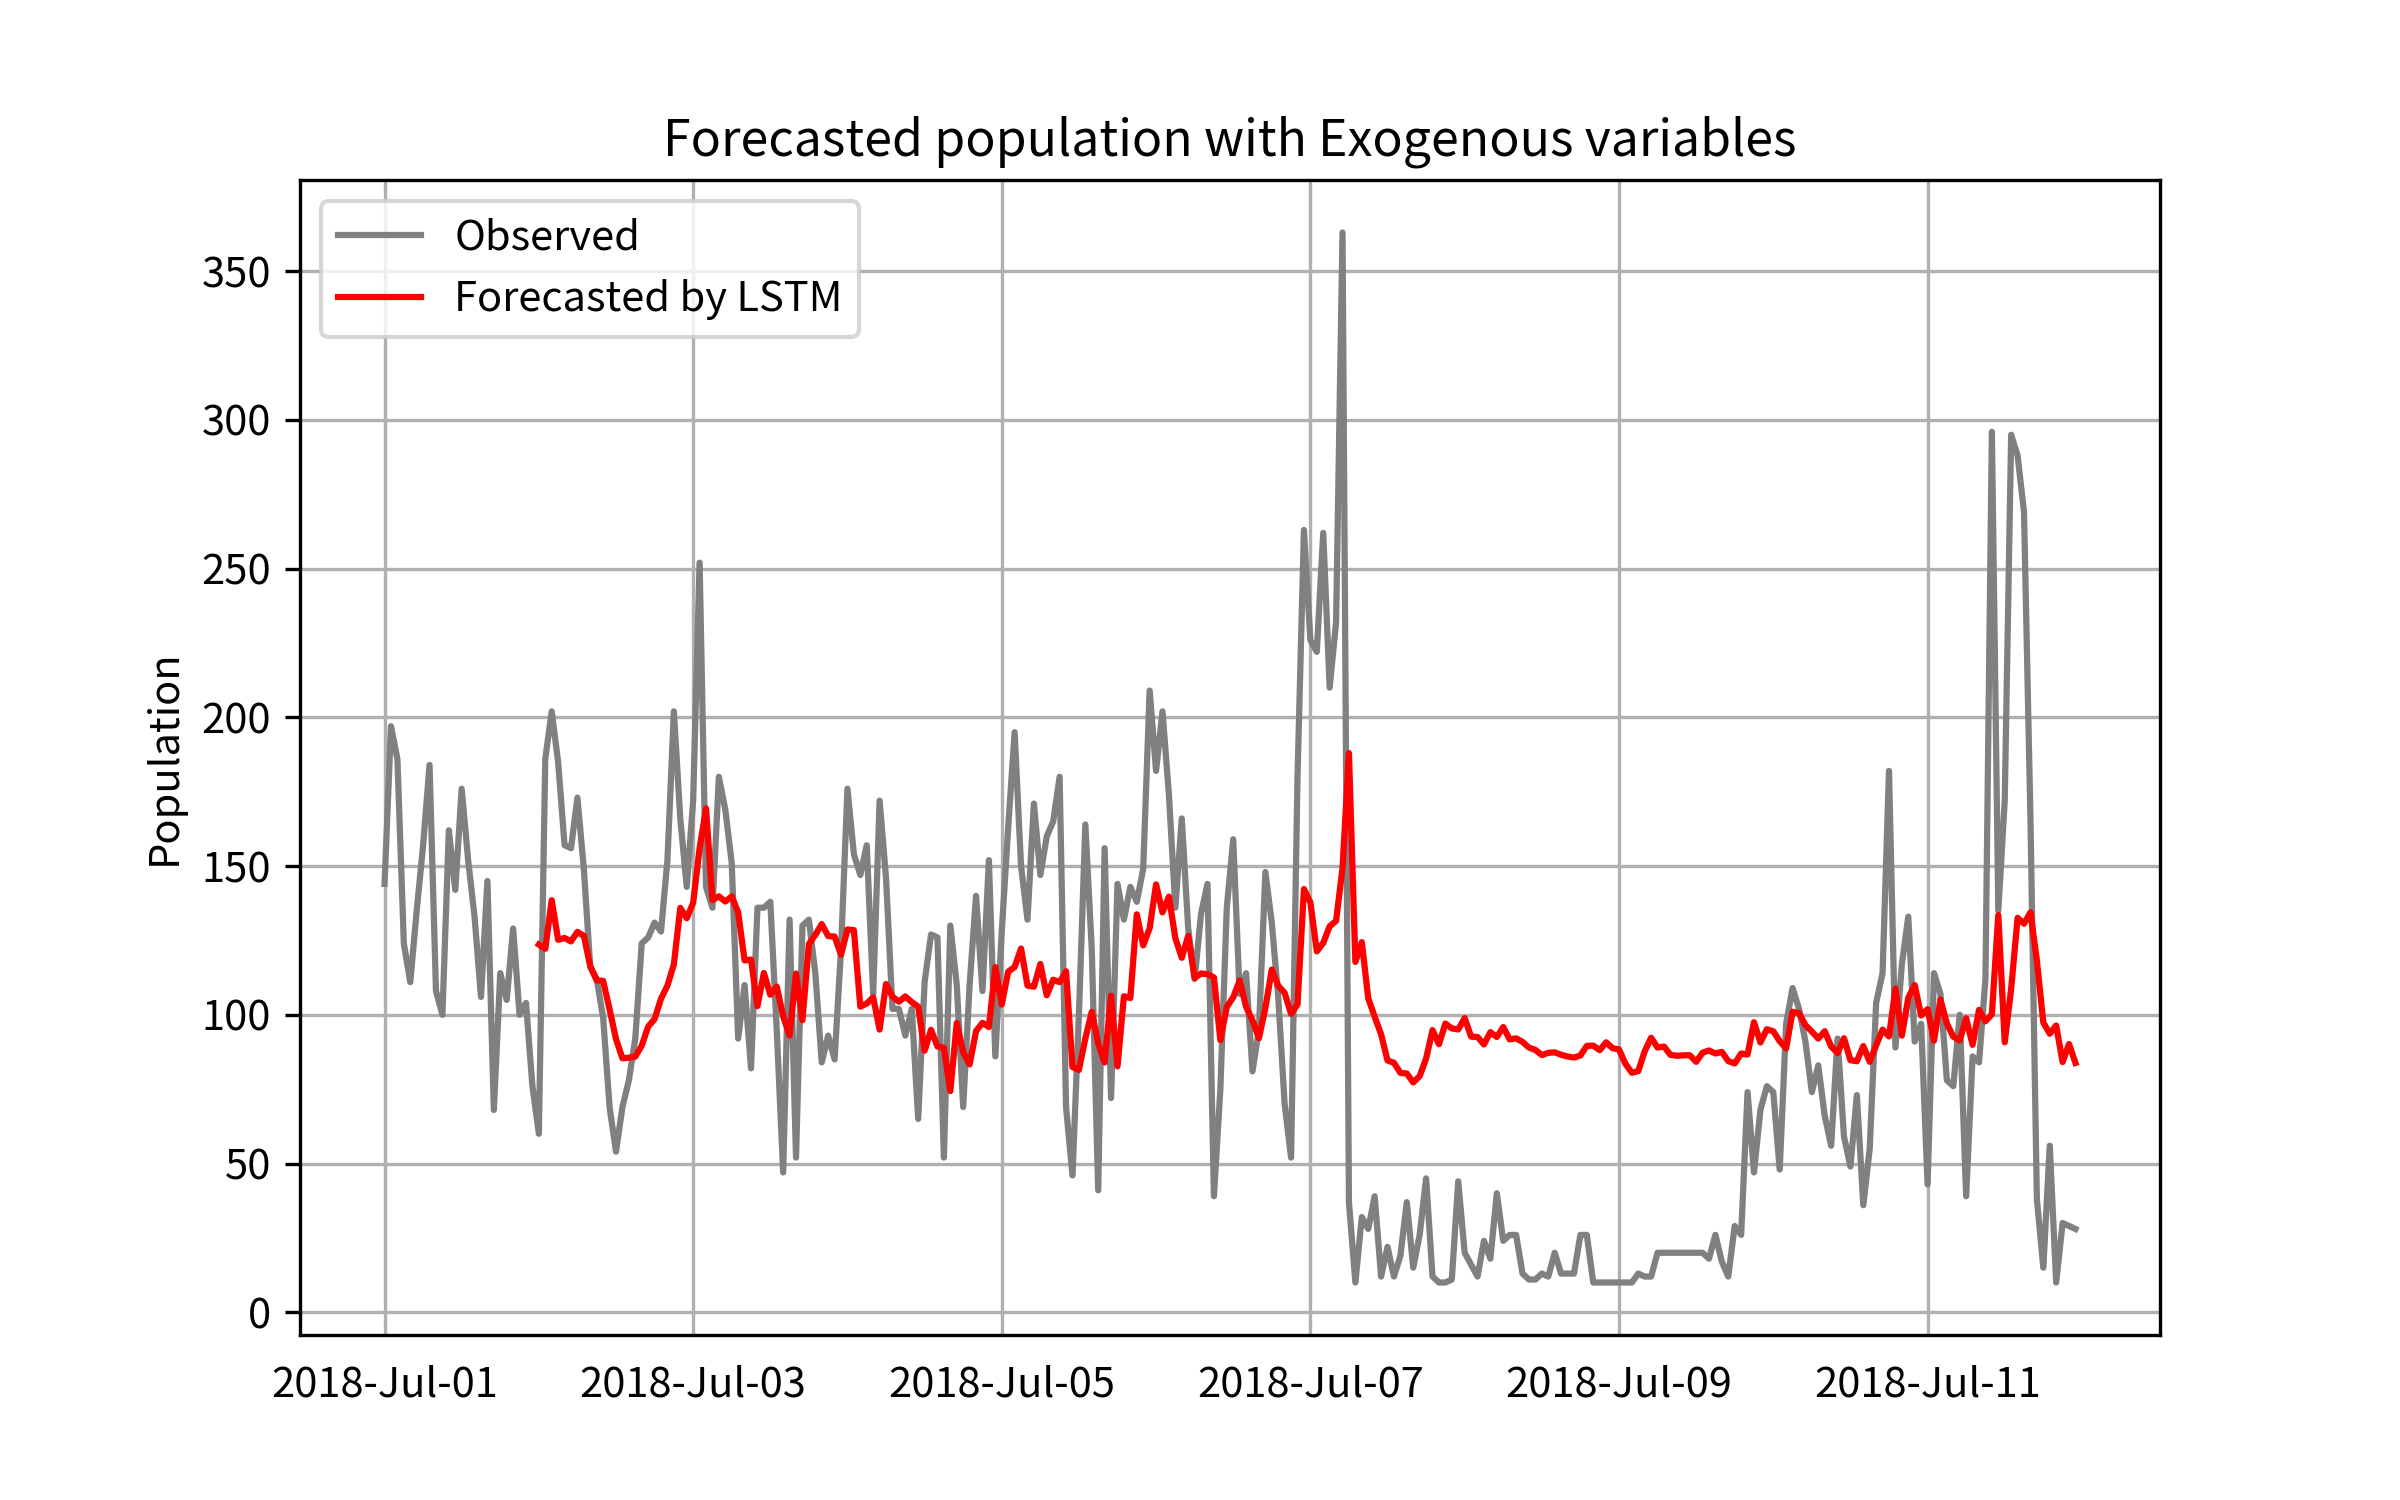 Forecasted population with Exogenous variables
Observed
Forecasted by LSTM
Population
350
300
250
200
150
100
50
0
2018-Jul-01
2018-Jul-03
2018-Jul-05
2018-Jul-07
2018-Jul-09
2018-Jul-11